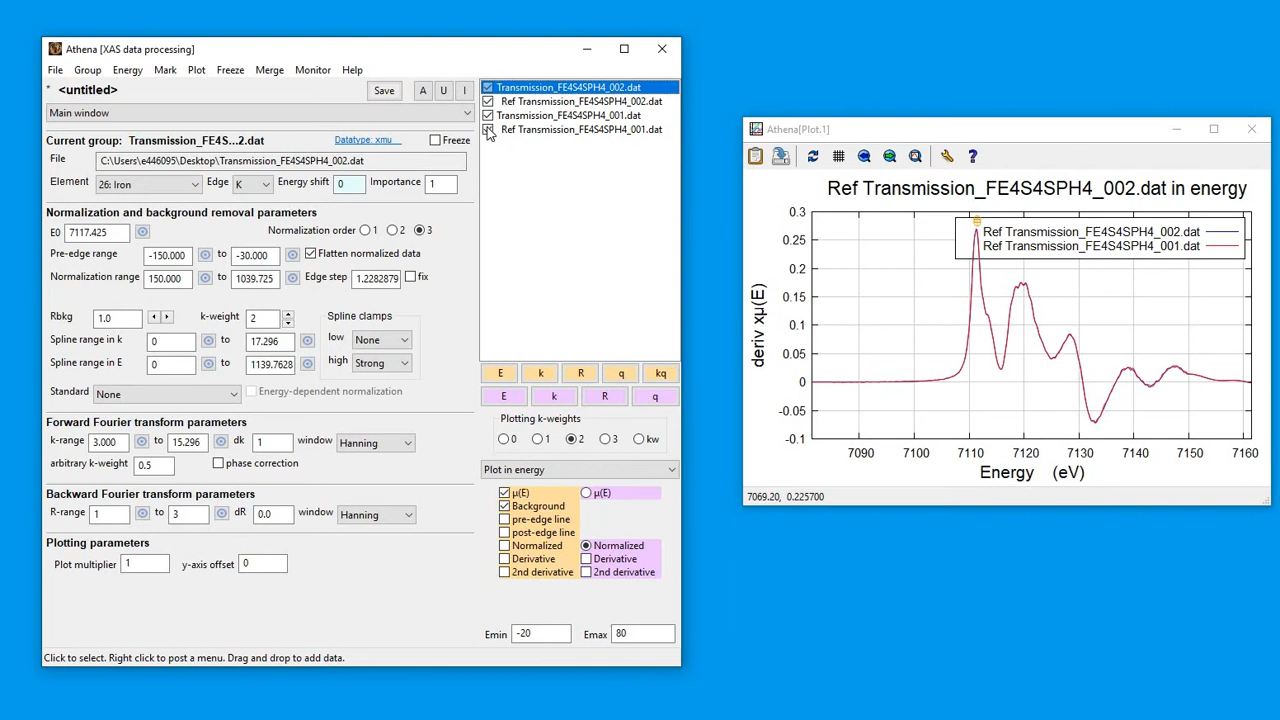 Athena [XAS data processing]
File Group Energy Mark Plot Freeze Merge Monitor Help
* <untitled> Save A U I
Main window
Current group: Transmission_FE4S...2.dat Datatype: xmu Freeze
File C:\Users\e446095\Desktop\Transmission_FE4S4SPH4_002.dat
Element 26: Iron Edge K Energy shift 0 Importance 1
Normalization and background removal parameters
E0 7117.425 Normalization order 1 2 3
Pre-edge range -150.000 to -30.000 Flatten normalized data
Normalization range 150.000 to 1039.725 Edge step 1.2282879 fix
Rbkg 1.0 k-weight 2 Spline clamps
Spline range in k 0 to 17.296 low None
Spline range in E 0 to 1139.7628 high Strong
Standard None Energy-dependent normalization
Forward Fourier transform parameters
k-range 3.000 to 15.296 dk 1 window Hanning
arbitrary k-weight 0.5 phase correction
Backward Fourier transform parameters
R-range 1 to 3 dR 0.0 window Hanning
Plotting parameters
Plot multiplier 1 y-axis offset 0
Click to select. Right click to post a menu. Drag and drop to add data.
Transmission_FE4S4SPH4_002.dat
Ref Transmission_FE4S4SPH4_002.dat
Transmission_FE4S4SPH4_001.dat
Ref Transmission_FE4S4SPH4_001.dat
E k R q kq
E k R q
Plotting k-weights
0 1 2 3 kw
Plot in energy
μ(E) μ(E)
Background
pre-edge line
post-edge line
Normalized Normalized
Derivative Derivative
2nd derivative 2nd derivative
Emin -20 Emax 80
Athena[Plot.1]
Ref Transmission_FE4S4SPH4_002.dat in energy
Ref Transmission_FE4S4SPH4_002.dat
Ref Transmission_FE4S4SPH4_001.dat
deriv xμ(E)
0.3
0.25
0.2
0.15
0.1
0.05
0
-0.05
-0.1
7090 7100 7110 7120 7130 7140 7150 7160
Energy (eV)
7069.20, 0.225700